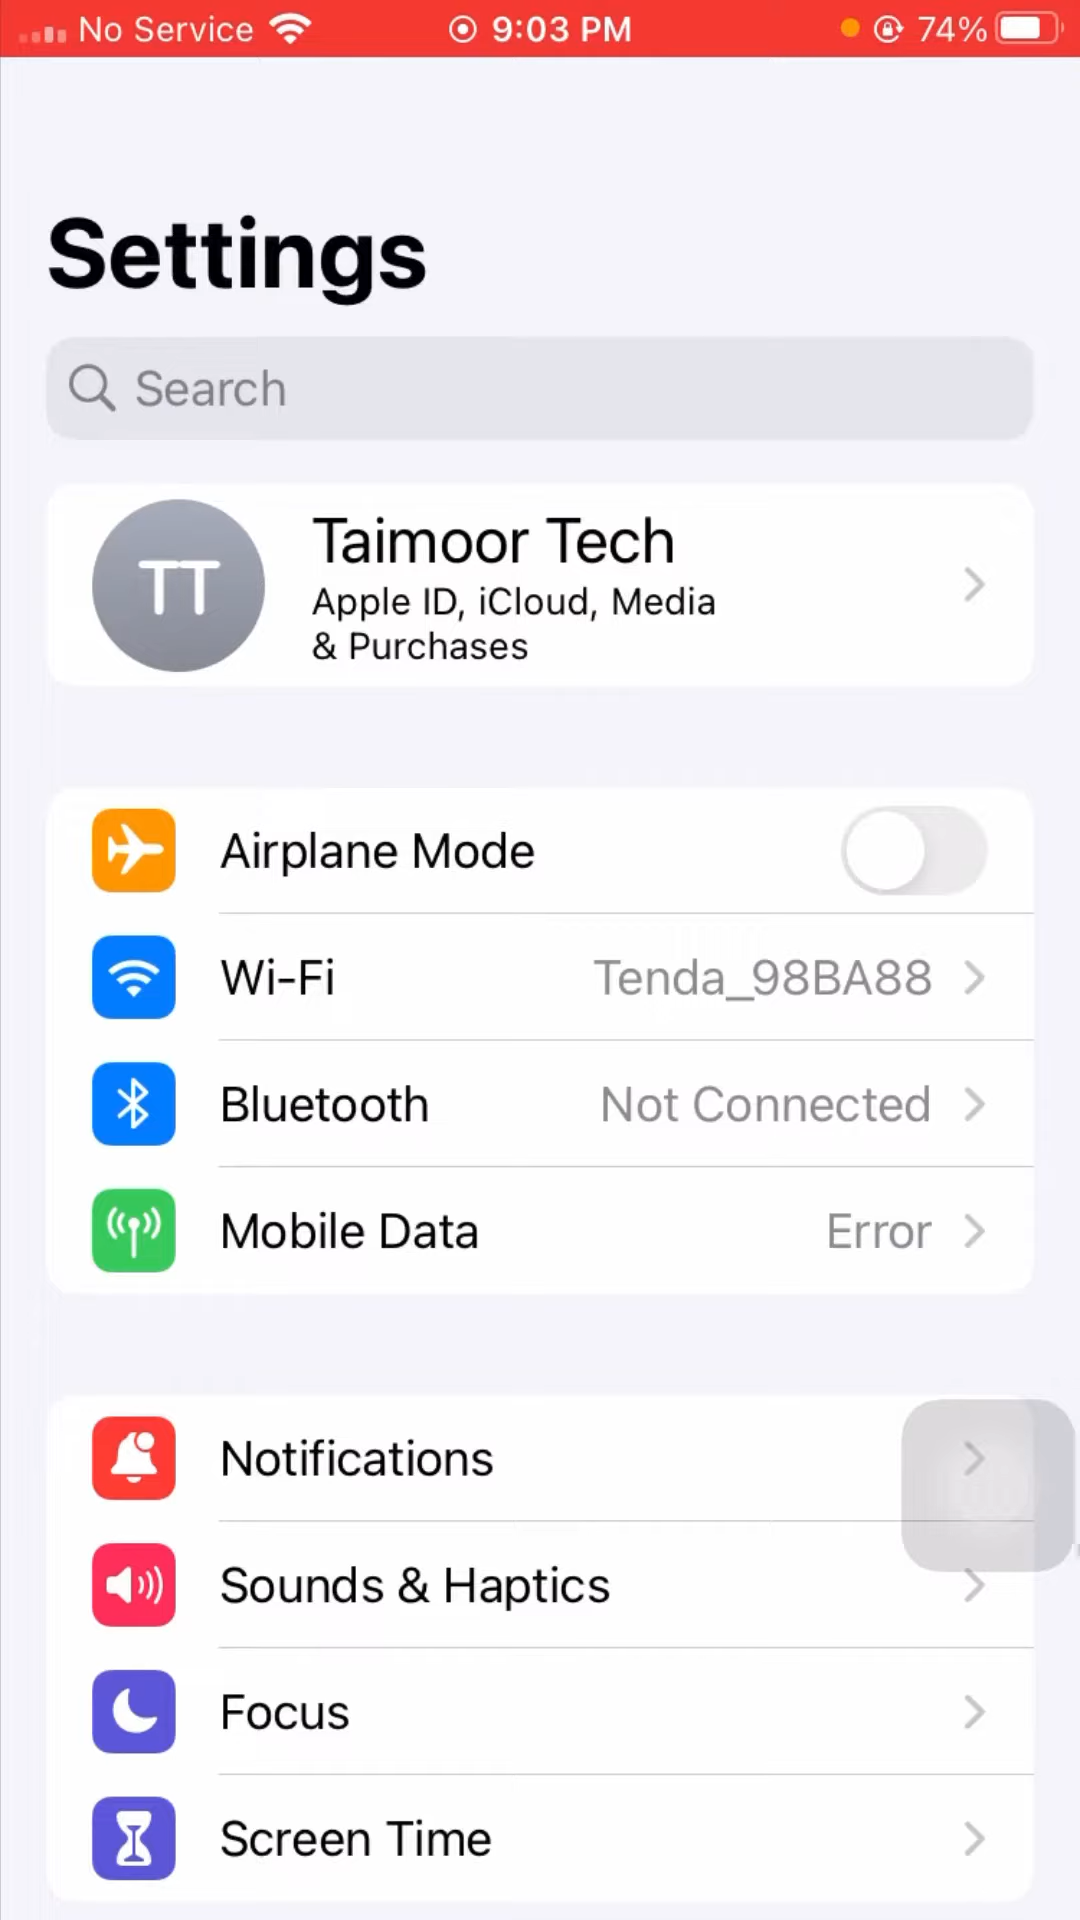 No Service 9:03 PM 74%
Settings
Search
TT
Taimoor Tech
Apple ID, iCloud, Media
& Purchases
Airplane Mode
Wi-Fi Tenda_98BA88
Bluetooth Not Connected
Mobile Data Error
Notifications
Sounds & Haptics
Focus
Screen Time